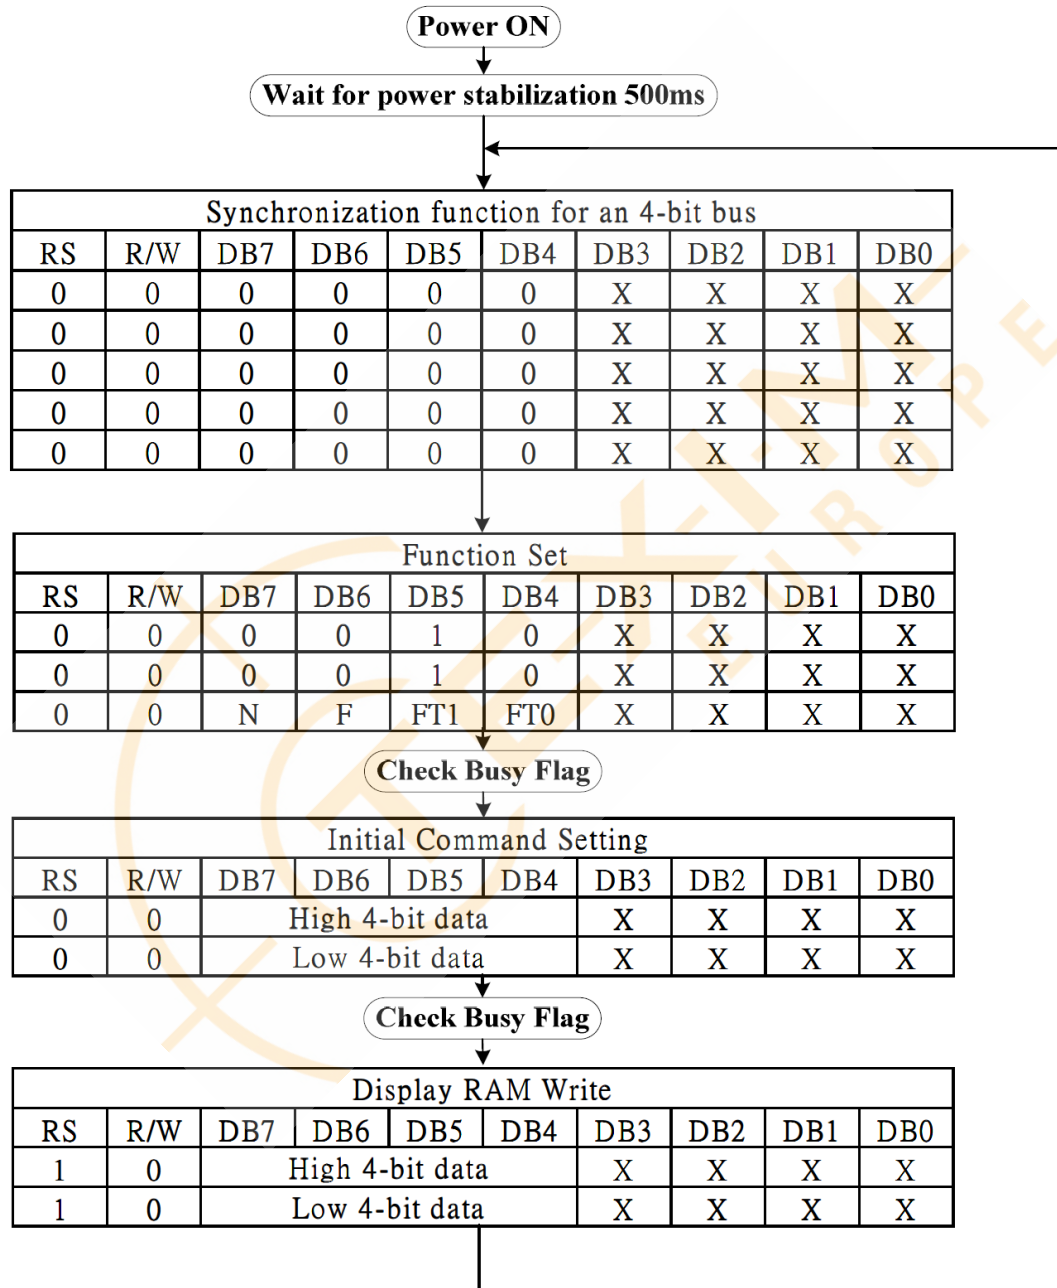 Power ON
Wait for power stabilization 500ms
Synchronization function for an 4-bit bus
RS R/W DB7 DB6 DB5 DB4 DB3 DB2 DB1 DB0
0 0 0 0 0 0 X X X X
0 0 0 0 0 0 X X X X
0 0 0 0 0 0 X X X X
0 0 0 0 0 0 X X X X
0 0 0 0 0 0 X X X X
Function Set
RS R/W DB7 DB6 DB5 DB4 DB3 DB2 DB1 DB0
0 0 0 0 1 0 X X X X
0 0 0 0 1 0 X X X X
0 0 N F FT1 FT0 X X X X
Check Busy Flag
Initial Command Setting
RS R/W DB7 DB6 DB5 DB4 DB3 DB2 DB1 DB0
0 0 High 4-bit data X X X X
0 0 Low 4-bit data X X X X
Check Busy Flag
Display RAM Write
RS R/W DB7 DB6 DB5 DB4 DB3 DB2 DB1 DB0
1 0 High 4-bit data X X X X
1 0 Low 4-bit data X X X X
TEXIM
EUROPE